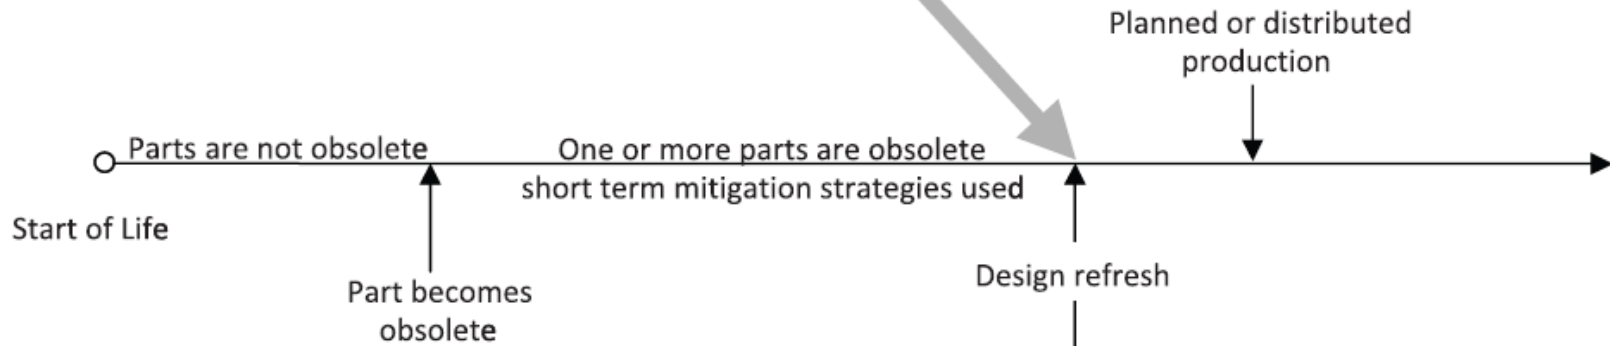 Planned or distributed
production
Parts are not obsolete
One or more parts are obsolete
short term mitigation strategies used
Start of Life
Design refresh
Part becomes
obsolete